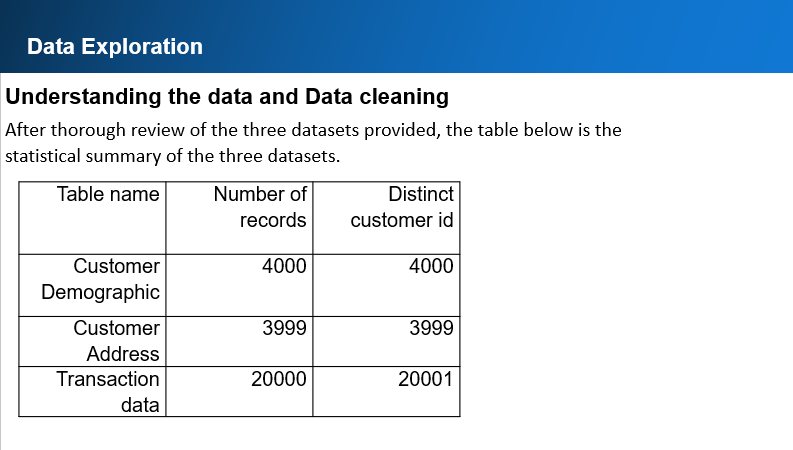 Data Exploration
Understanding the data and Data cleaning
After thorough review of the three datasets provided, the table below is the
statistical summary of the three datasets.
Table name Number of records Distinct customer id
Customer Demographic 4000 4000
Customer Address 3999 3999
Transaction data 20000 20001